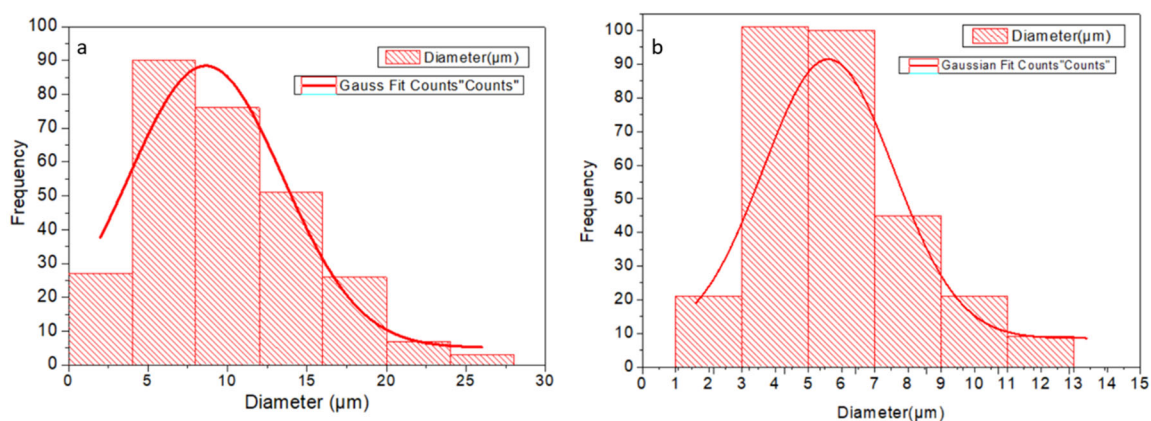 a
Diameter(μm)
Gauss Fit Counts"Counts"
Frequency
100
90
80
70
60
50
40
30
20
10
0
0 5 10 15 20 25 30
Diameter (μm)
b
Diameter(μm)
Gaussian Fit Counts"Counts"
Frequency
100
90
80
70
60
50
40
30
20
10
0
0 1 2 3 4 5 6 7 8 9 10 11 12 13 14 15
Diameter(μm)